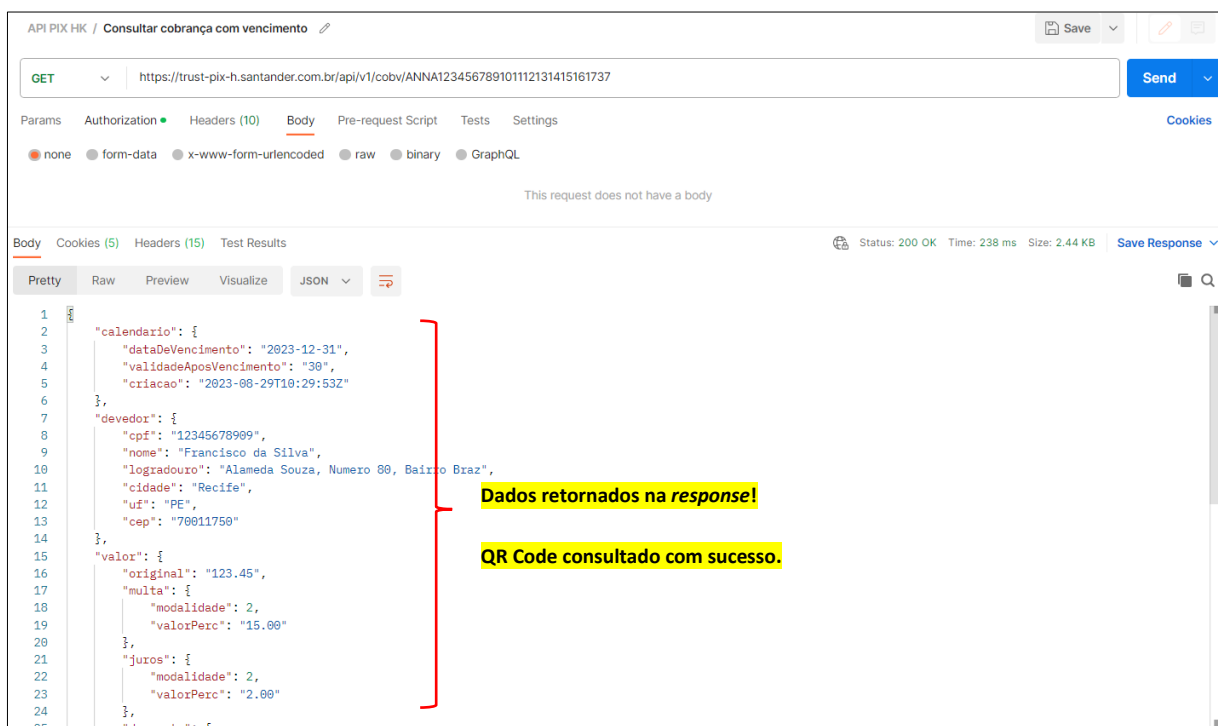 API PIX HK / Consultar cobrança com vencimento
Save
GET https://trust-pix-h.santander.com.br/api/v1/cobv/ANNA123456789101112131415161737 Send
Params Authorization Headers (10) Body Pre-request Script Tests Settings Cookies
none form-data x-www-form-urlencoded raw binary GraphQL
This request does not have a body
Body Cookies (5) Headers (15) Test Results Status: 200 OK Time: 238 ms Size: 2.44 KB Save Response
Pretty Raw Preview Visualize JSON
1 {
2 "calendario": {
3 "dataDeVencimento": "2023-12-31",
4 "validadeAposVencimento": "30",
5 "criacao": "2023-08-29T10:29:53Z"
6 },
7 "devedor": {
8 "cpf": "12345678909",
9 "nome": "Francisco da Silva",
10 "logradouro": "Alameda Souza, Numero 80, Bairro Braz",
11 "cidade": "Recife",
12 "uf": "PE",
13 "cep": "70011750"
14 },
15 "valor": {
16 "original": "123.45",
17 "multa": {
18 "modalidade": 2,
19 "valorPerc": "15.00"
20 },
21 "juros": {
22 "modalidade": 2,
23 "valorPerc": "2.00"
24 },
Dados retornados na response!
QR Code consultado com sucesso.